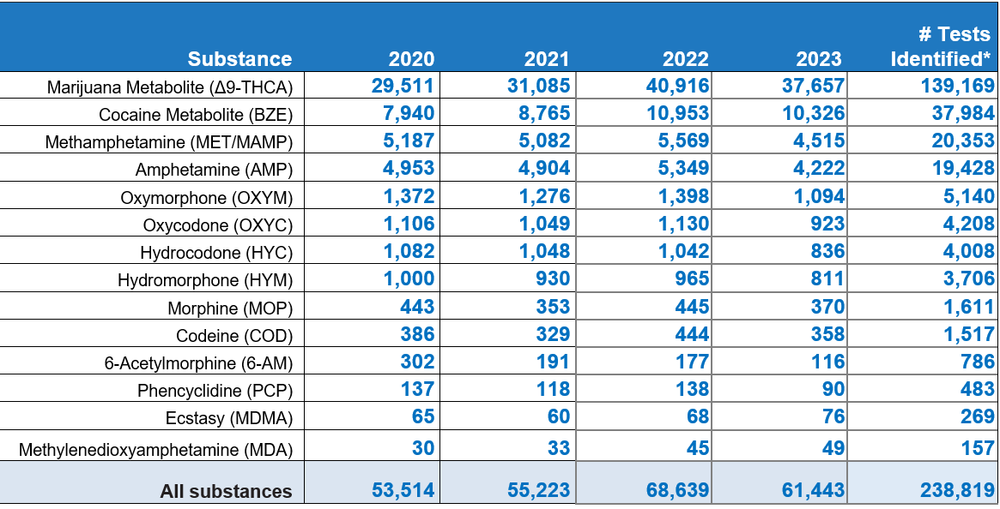 Substance 2020 2021 2022 2023 # Tests Identified*
Marijuana Metabolite (Δ9-THCA) 29,511 31,085 40,916 37,657 139,169
Cocaine Metabolite (BZE) 7,940 8,765 10,953 10,326 37,984
Methamphetamine (MET/MAMP) 5,187 5,082 5,569 4,515 20,353
Amphetamine (AMP) 4,953 4,904 5,349 4,222 19,428
Oxymorphone (OXYM) 1,372 1,276 1,398 1,094 5,140
Oxycodone (OXYC) 1,106 1,049 1,130 923 4,208
Hydrocodone (HYC) 1,082 1,048 1,042 836 4,008
Hydromorphone (HYM) 1,000 930 965 811 3,706
Morphine (MOP) 443 353 445 370 1,611
Codeine (COD) 386 329 444 358 1,517
6-Acetylmorphine (6-AM) 302 191 177 116 786
Phencyclidine (PCP) 137 118 138 90 483
Ecstasy (MDMA) 65 60 68 76 269
Methylenedioxyamphetamine (MDA) 30 33 45 49 157
All substances 53,514 55,223 68,639 61,443 238,819